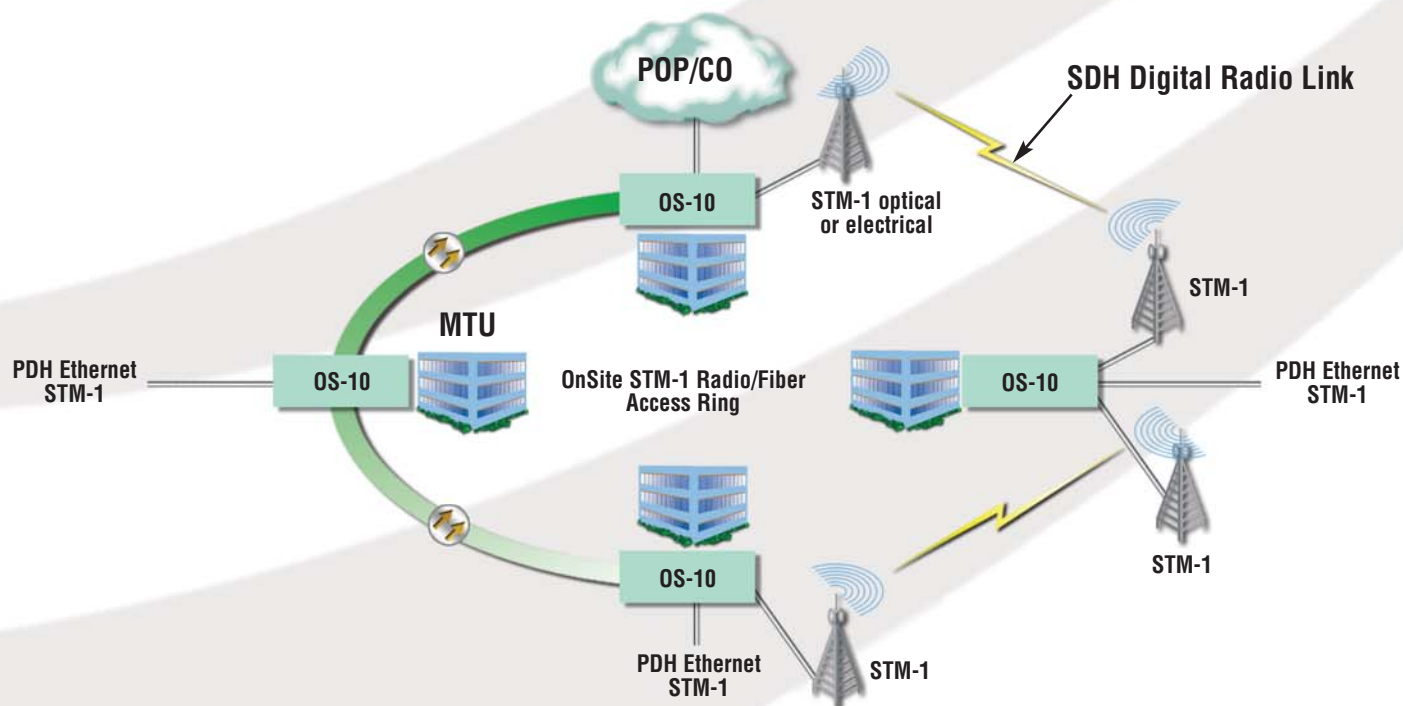 POP/CO
SDH Digital Radio Link
OS-10
STM-1 optical
or electrical
STM-1
MTU
PDH Ethernet
STM-1
OS-10
OnSite STM-1 Radio/Fiber
Access Ring
OS-10
PDH Ethernet
STM-1
STM-1
OS-10
PDH Ethernet
STM-1
STM-1